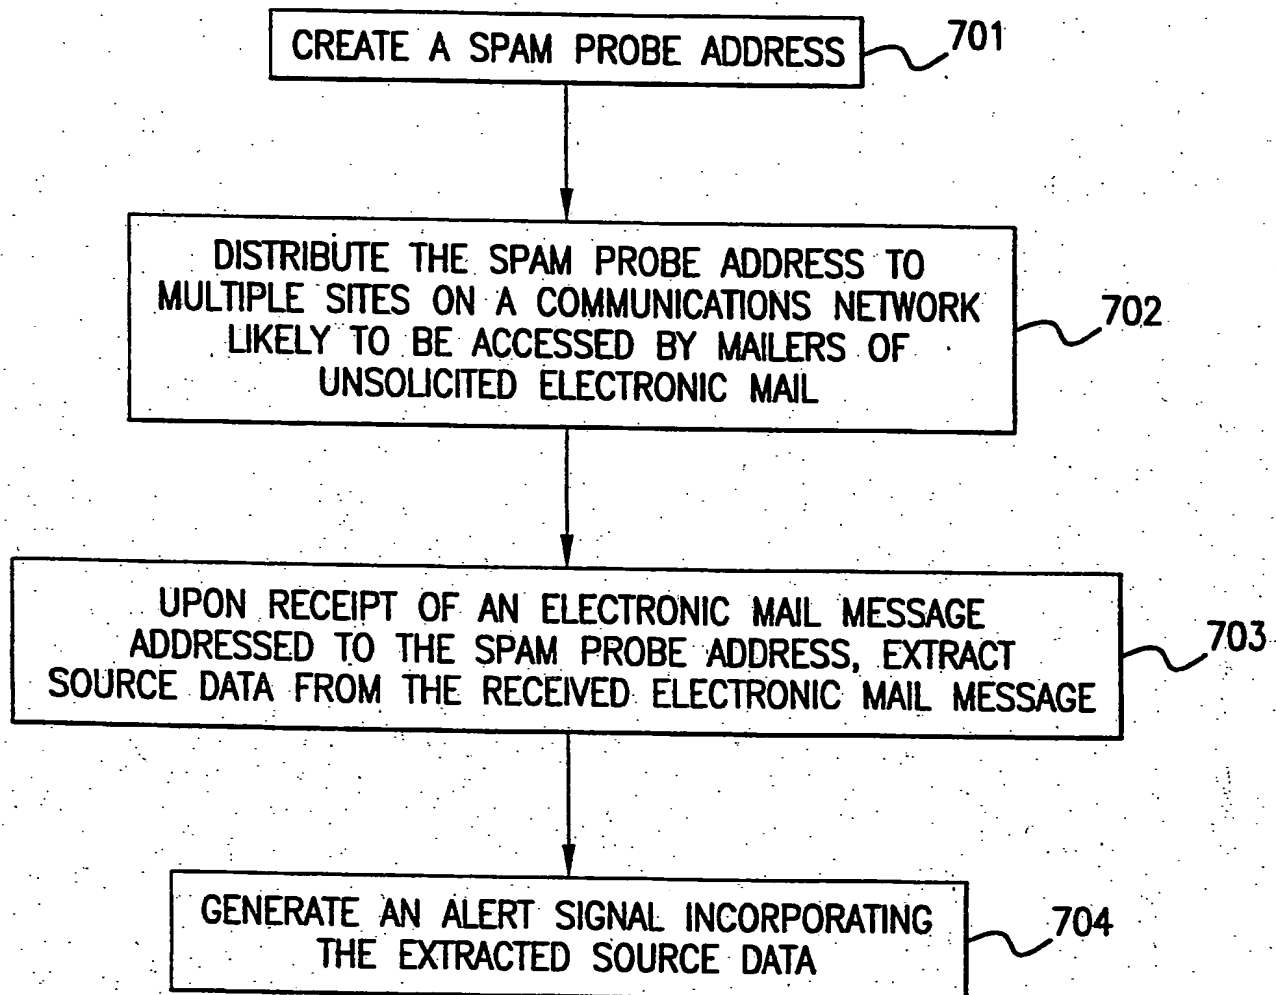 CREATE A SPAM PROBE ADDRESS
701
DISTRIBUTE THE SPAM PROBE ADDRESS TO
MULTIPLE SITES ON A COMMUNICATIONS NETWORK
LIKELY TO BE ACCESSED BY MAILERS OF
UNSOLICITED ELECTRONIC MAIL
702
UPON RECEIPT OF AN ELECTRONIC MAIL MESSAGE
ADDRESSED TO THE SPAM PROBE ADDRESS, EXTRACT
SOURCE DATA FROM THE RECEIVED ELECTRONIC MAIL MESSAGE
703
GENERATE AN ALERT SIGNAL INCORPORATING
THE EXTRACTED SOURCE DATA
704